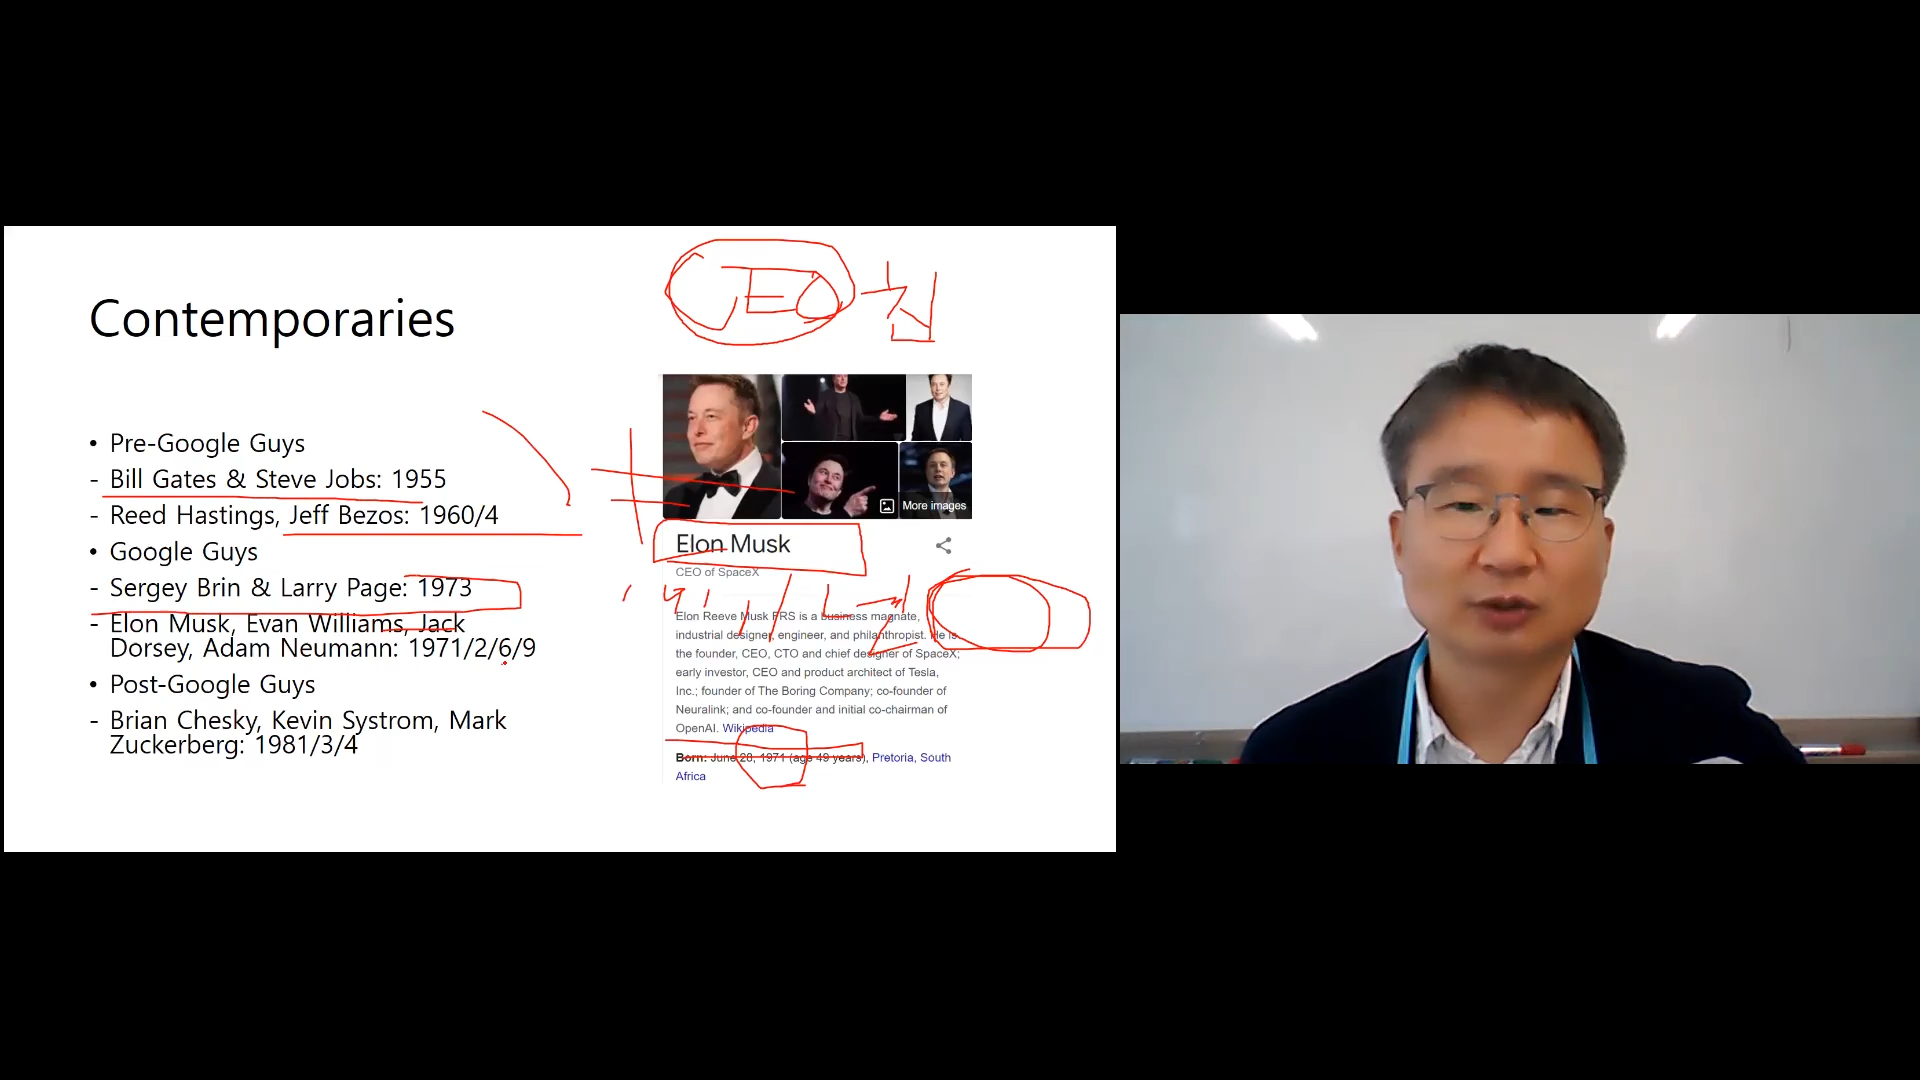 Contemporaries
CEO
• Pre-Google Guys
- Bill Gates & Steve Jobs: 1955
- Reed Hastings, Jeff Bezos: 1960/4
• Google Guys
- Sergey Brin & Larry Page: 1973
- Elon Musk, Evan Williams, Jack
Dorsey, Adam Neumann: 1971/2/6/9
• Post-Google Guys
- Brian Chesky, Kevin Systrom, Mark
Zuckerberg: 1981/3/4
More images
Elon Musk
CEO of SpaceX
Elon Reeve Musk FRS is a business magnate,
industrial designer, engineer, and philanthropist. He is
the founder, CEO, CTO and chief designer of SpaceX;
early investor, CEO and product architect of Tesla,
Inc.; founder of The Boring Company; co-founder of
Neuralink; and co-founder and initial co-chairman of
OpenAI. Wikipedia
Born: June 28, 1971 (age 49 years), Pretoria, South
Africa